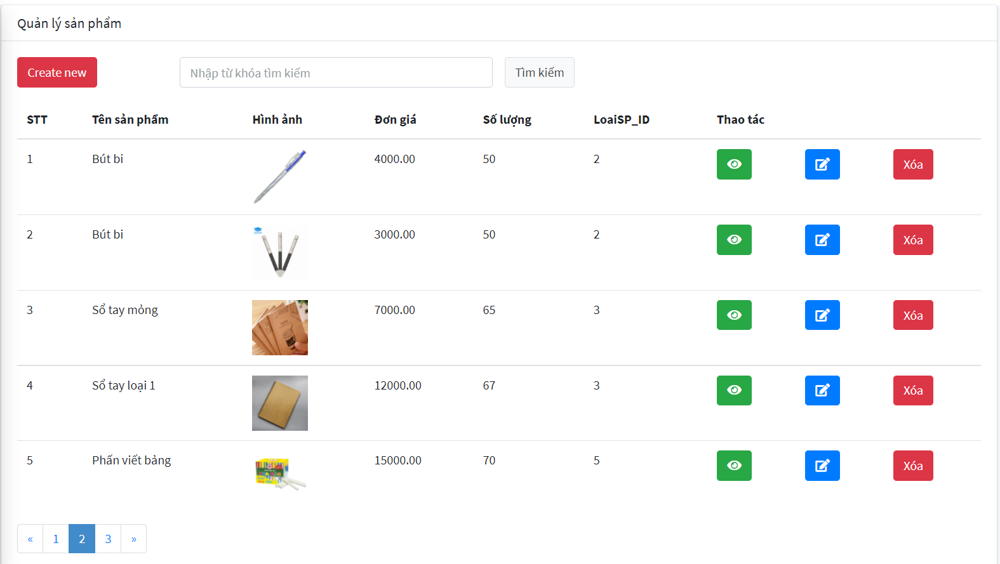 Quản lý sản phẩm
Create new Nhập từ khóa tìm kiếm Tìm kiếm
STT Tên sản phẩm Hình ảnh Đơn giá Số lượng LoaiSP_ID Thao tác
1 Bút bi 4000.00 50 2 Xóa
2 Bút bi 3000.00 50 2 Xóa
3 Sổ tay mỏng 7000.00 65 3 Xóa
4 Sổ tay loại 1 12000.00 67 3 Xóa
5 Phấn viết bảng 15000.00 70 5 Xóa
« 1 2 3 »